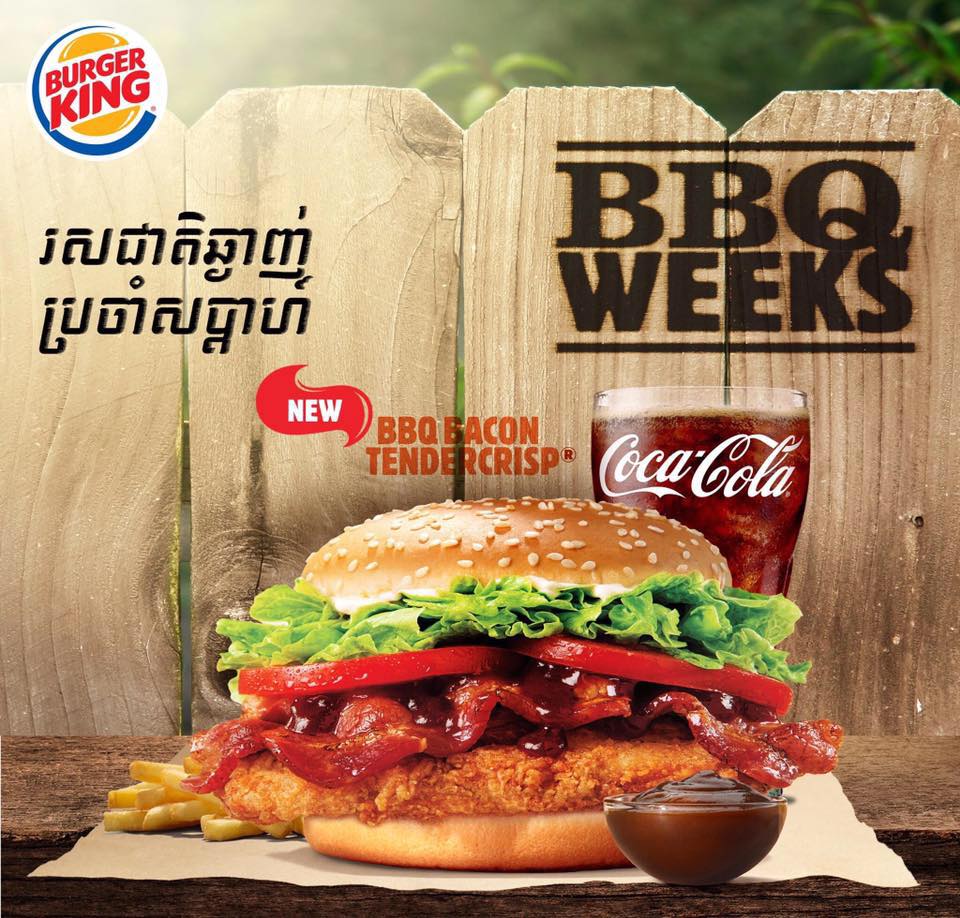 BURGER
KING®
រសជាតិឆ្ងាញ់
ប្រចាំសប្តាហ៍
BBQ
WEEKS
NEW
BBQ BACON
TENDERCRISP®
Coca-Cola